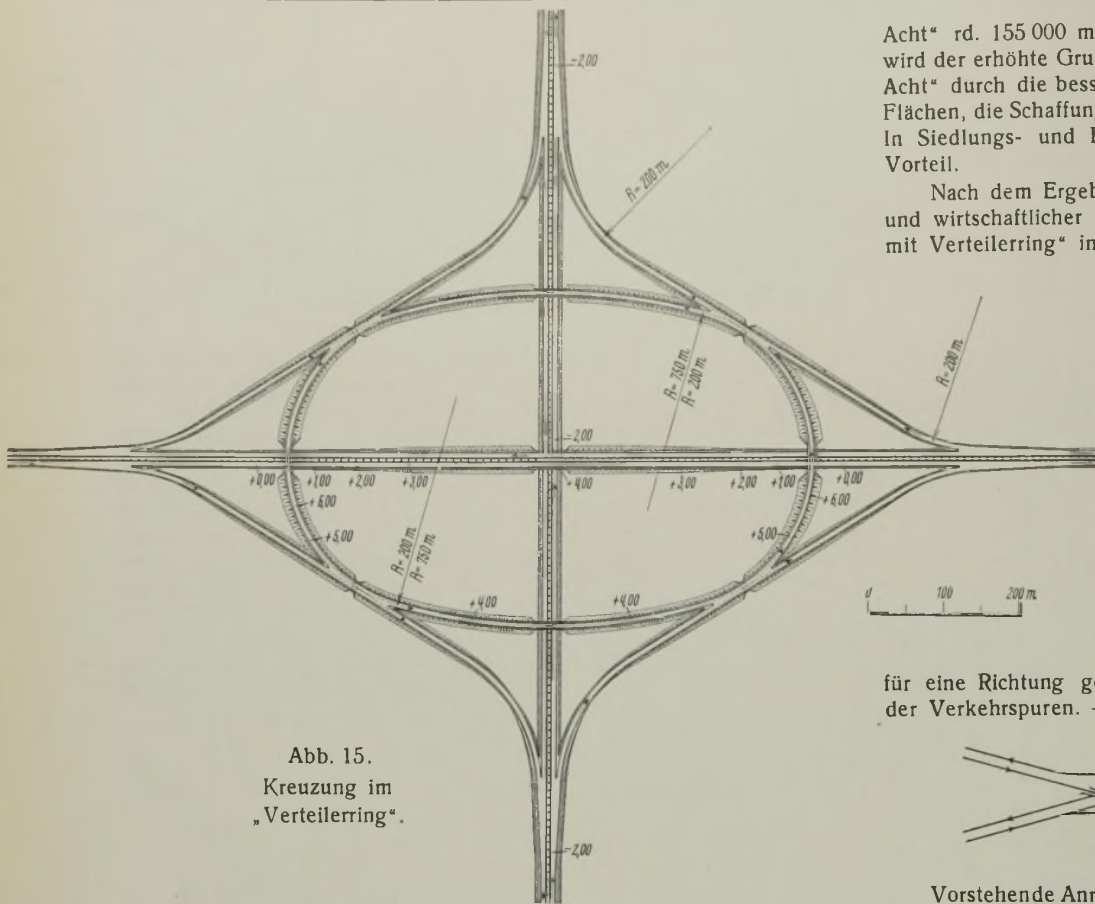 Acht“ rd. 155 000 m
wird der erhöhte Gru
Acht“ durch die bess
Flächen, die Schaffun
In Siedlungs- und
Vorteil.
Nach dem Ergeb
und wirtschaftlicher
mit Verteilerring“ in
-2,00
R= 200 m.
R= 750 m.
R= 200 m.
R= 200 m.
-2,00
+0,00
+1,00
+2,00
+3,00
+4,00
+3,00
+2,00
+1,00
+0,00
+6,00
+6,00
+5,00
+5,00
R= 200 m.
R= 750 m.
+4,00
+4,00
0 100 200 m.
für eine Richtung ge
der Verkehrspuren. -
Abb. 15.
Kreuzung im
„Verteilerring“.
-2,00
Vorstehende Anr